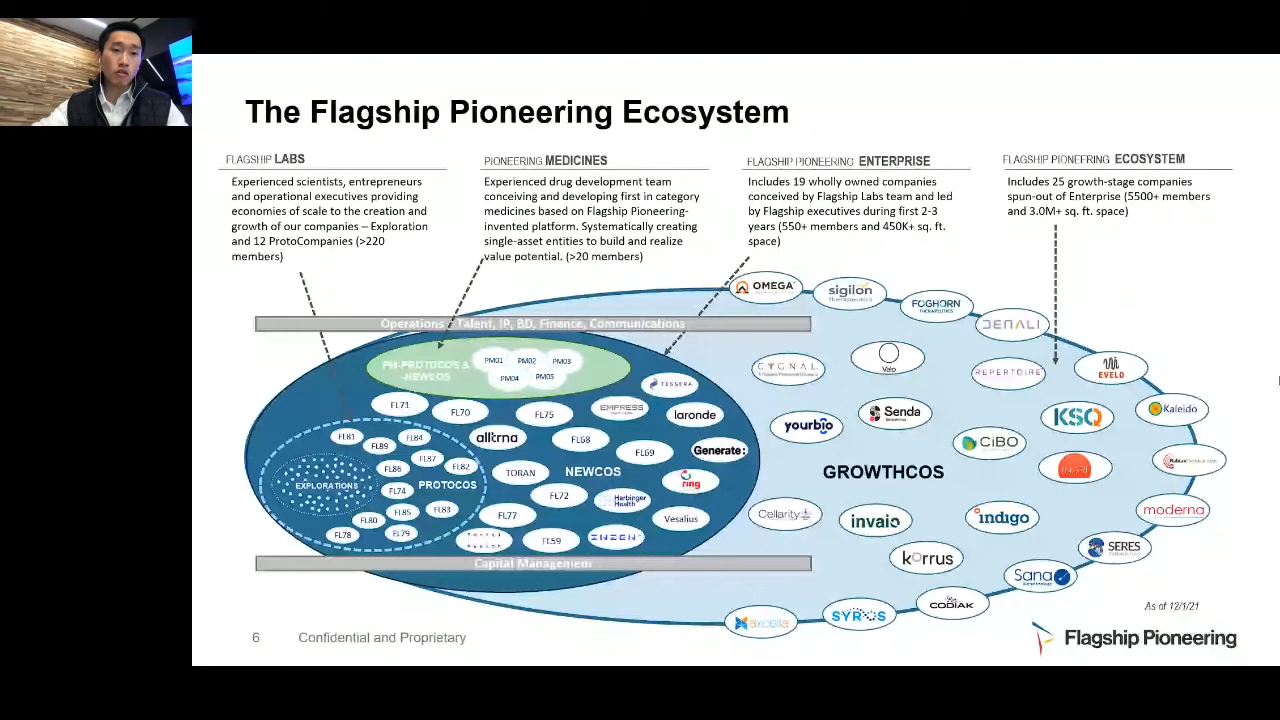 The Flagship Pioneering Ecosystem
FLAGSHIP LABS
Experienced scientists, entrepreneurs
and operational executives providing
economies of scale to the creation and
growth of our companies – Exploration
and 12 ProtoCompanies (>220
members)
PIONEERING MEDICINES
Experienced drug development team
conceiving and developing first in category
medicines based on Flagship Pioneering-
invented platform. Systematically creating
single-asset entities to build and realize
value potential. (>20 members)
FLAGSHIP PIONEERING ENTERPRISE
Includes 19 wholly owned companies
conceived by Flagship Labs team and led
by Flagship executives during first 2-3
years (550+ members and 450K+ sq. ft.
space)
FLAGSHIP PIONEERING ECOSYSTEM
Includes 25 growth-stage companies
spun-out of Enterprise (5500+ members
and 3.0M+ sq. ft. space)
Operations – Talent, IP, BD, Finance, Communications
PM-PROTOCOS &
-NEWCOS
PM01
PM02
PM03
PM04
PM05
TESSERA
FL71
FL70
FL75
EMPRESS
laronde
FL81
FL89
FL84
alltrna
FL68
FL69
Generate:
FL87
FL86
FL82
TORAN
NEWCOS
ring
EXPLORATIONS
PROTOCOS
FL74
FL72
Harbinger
Health
FL85
FL83
FL80
FL77
Vesalius
FL78
FL79
FL59
INZEN
Capital Management
OMEGA
sigilon
therapeutics
FOGHORN
THERAPEUTICS
DENALI
CYGNAL
Velo
REPERTOIRE
EVELO
yourbio
Senda
KSQ
Kaleido
CiBO
GROWTHCOS
INARI
Rubius
Cellarity
invaio
indigo
moderna
korrus
SERES
Sana
CODIAK
SYROS
axcella
As of 12/1/21
6
Confidential and Proprietary
Flagship Pioneering